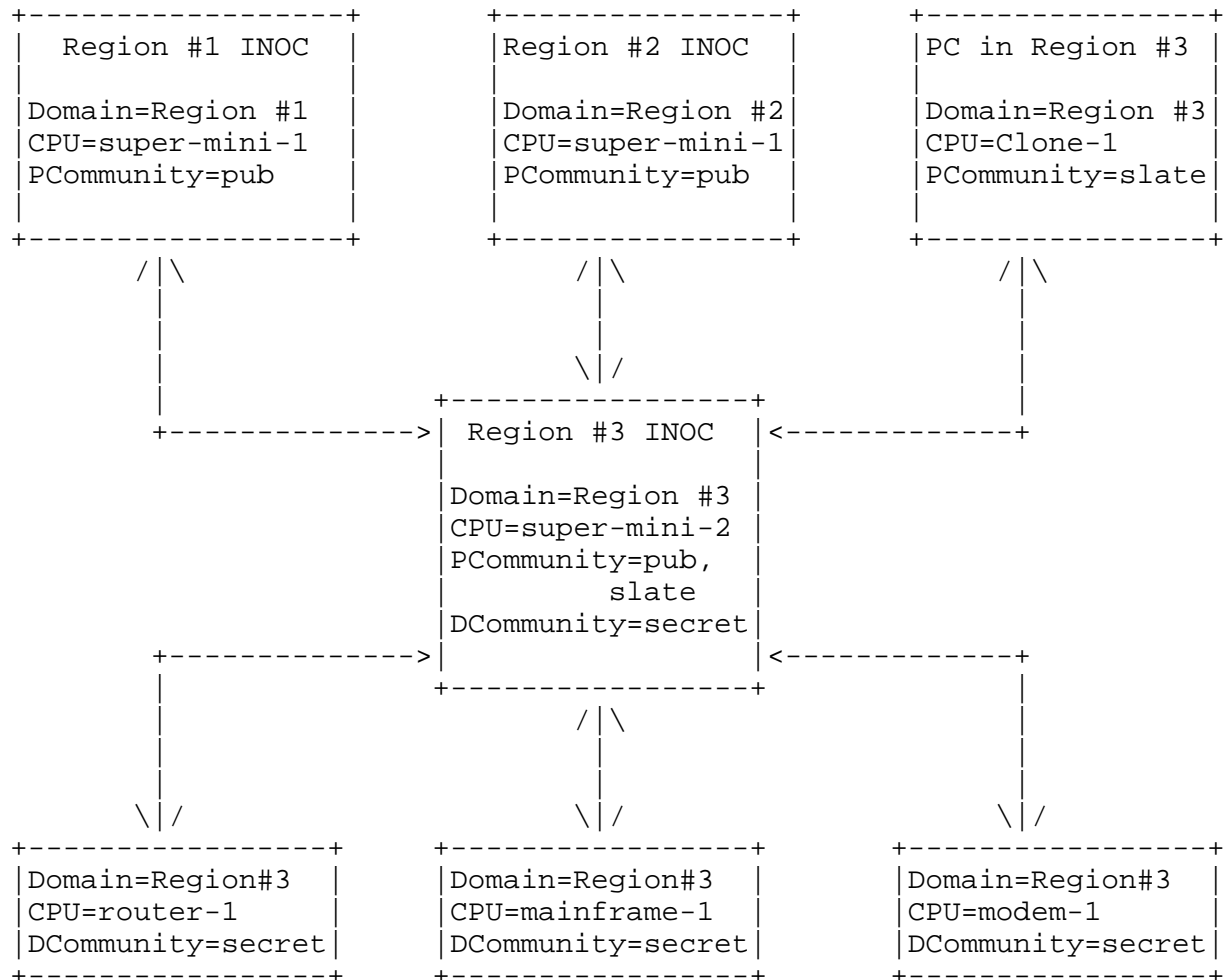 Region #1 INOC
Domain=Region #1
CPU=super-mini-1
PCommunity=pub
Region #2 INOC
Domain=Region #2
CPU=super-mini-1
PCommunity=pub
PC in Region #3
Domain=Region #3
CPU=Clone-1
PCommunity=slate
Region #3 INOC
Domain=Region #3
CPU=super-mini-2
PCommunity=pub,
slate
DCommunity=secret
Domain=Region#3
CPU=router-1
DCommunity=secret
Domain=Region#3
CPU=mainframe-1
DCommunity=secret
Domain=Region#3
CPU=modem-1
DCommunity=secret